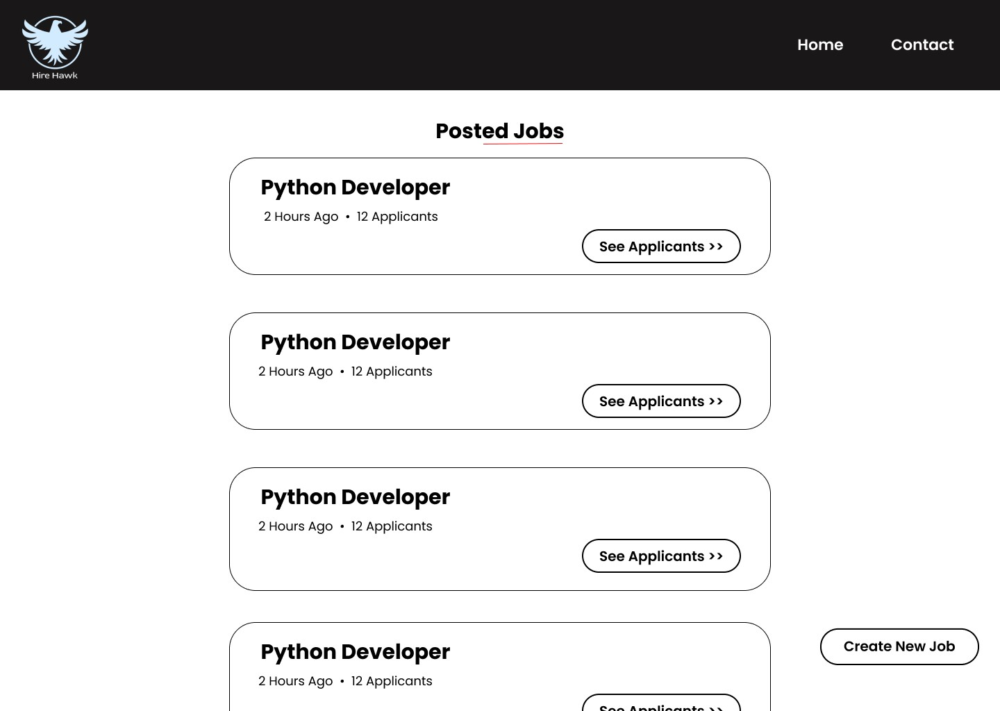 Hire Hawk
Home
Contact
Posted Jobs
Python Developer
2 Hours Ago • 12 Applicants
See Applicants >>
Python Developer
2 Hours Ago • 12 Applicants
See Applicants >>
Python Developer
2 Hours Ago • 12 Applicants
See Applicants >>
Python Developer
Create New Job
2 Hours Ago • 12 Applicants
See Applicants >>